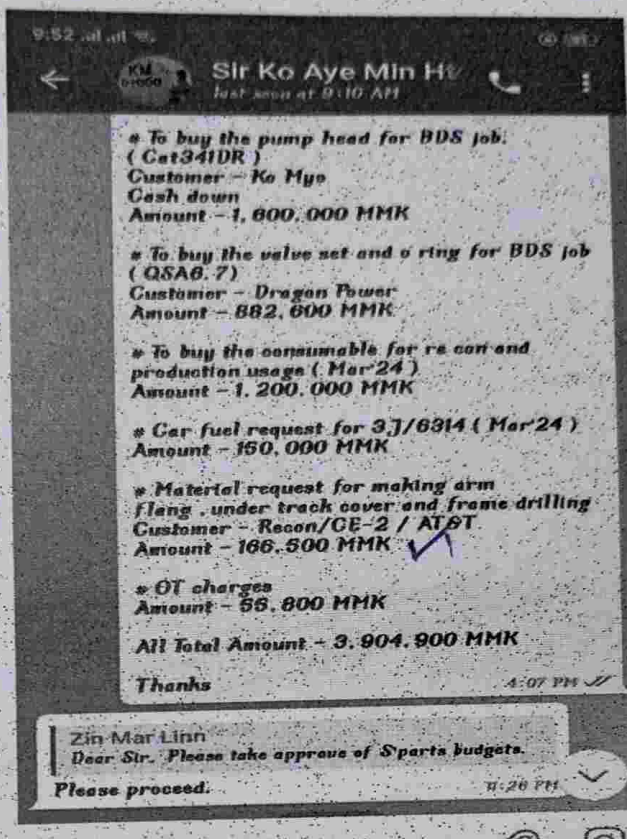 9:52
KM
Sir Ko Aye Min Ht
last seen at 9:10 AM
# To buy the pump head for BDS job.
( Cat341DR )
Customer - Ko Myo
Cash down
Amount - MMK
# To buy the valve set and o ring for BDS job
( QSA6.7)
Customer - Dragon Power
Amount - MMK
# To buy the consumable for re con and
production usage ( Mar'24 )
Amount - 1,200,000 MMK
# Car fuel request for 3J/6314 ( Mar'24 )
Amount - 150,000 MMK
# Material request for making arm
flang , under track cover and frame drilling
Customer - Recon/CE-2 / AT&T
Amount - 166,500 MMK
# OT charges
Amount - 55,800 MMK
All Total Amount - 3,904,900 MMK
Thanks
4:07 PM
Zin Mar Linn
Dear Sir. Please take approve of S'parts budgets.
Please proceed.
11:26 PM